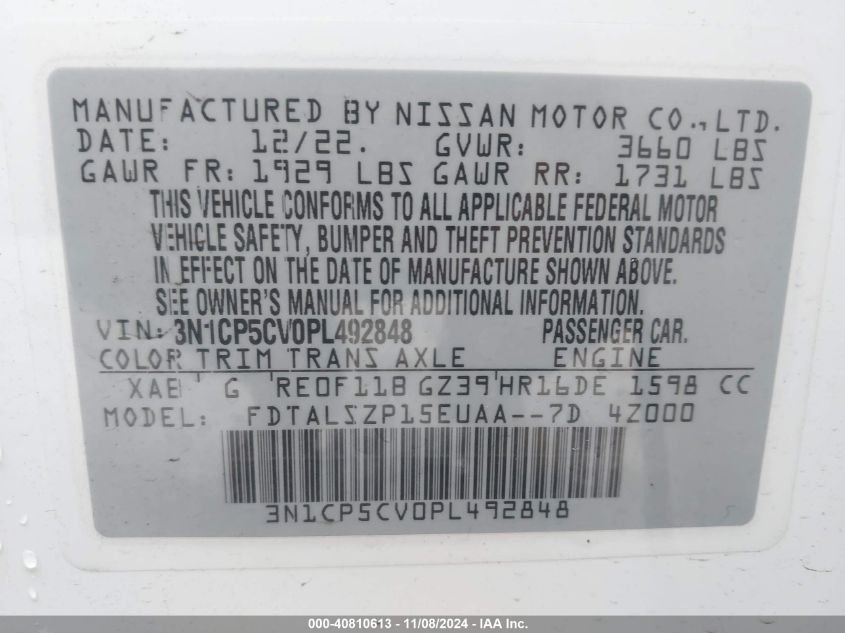 MANUFACTURED BY NISSAN MOTOR CO., LTD.
DATE: 12/22. GVWR: 3660 LBS
GAWR FR: 1929 LBS GAWR RR: 1731 LBS
THIS VEHICLE CONFORMS TO ALL APPLICABLE FEDERAL MOTOR
VEHICLE SAFETY, BUMPER AND THEFT PREVENTION STANDARDS
IN EFFECT ON THE DATE OF MANUFACTURE SHOWN ABOVE.
SEE OWNER'S MANUAL FOR ADDITIONAL INFORMATION.
VIN: 3N1CP5CV0PL492848 PASSENGER CAR.
COLOR TRIM TRANS AXLE ENGINE
XAB G RE0F11B GZ39 HR16DE 1598 CC
MODEL: FDTALSZP15EUAA--7D 4Z000
3N1CP5CV0PL492848
5
000-40810613 - 11/08/2024 - IAA Inc.